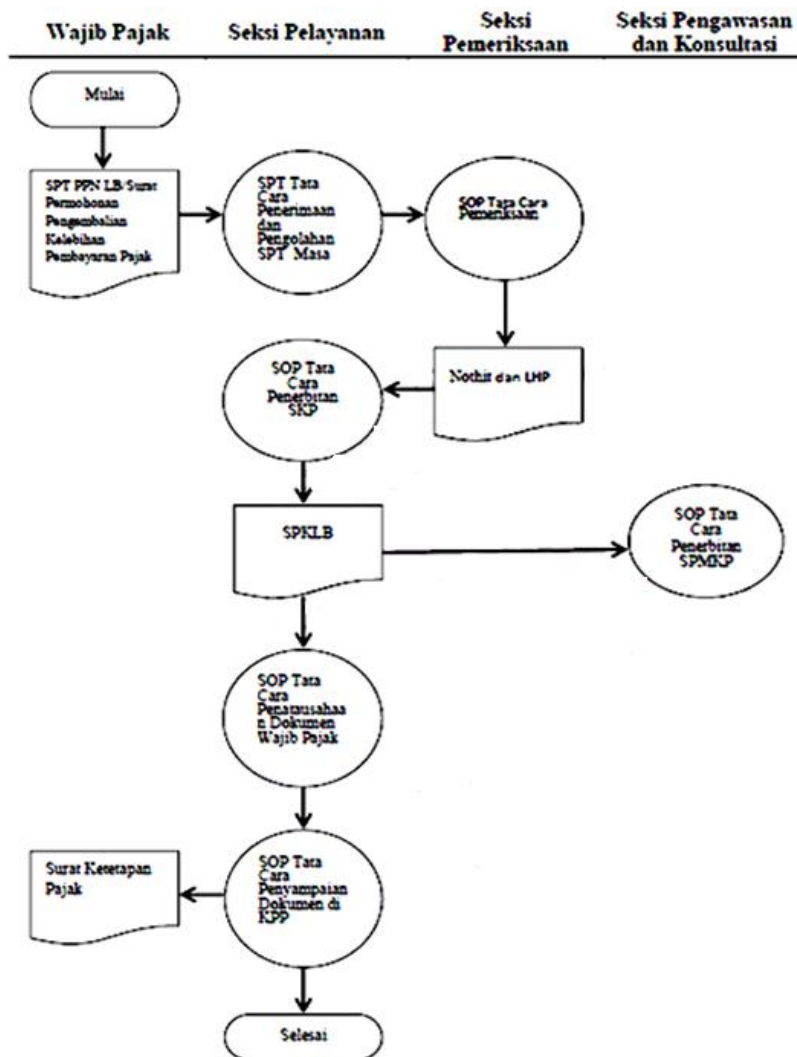 Wajib Pajak
Seksi Pelayanan
Seksi
Pemeriksaan
Seksi Pengawasan
dan Konsultasi
Mulai
SPT PPN LB/Surat
Permohonan
Pengambalian
Kelebihan
Pembayaran Pajak
SPT Tata
Cara
Penerimaan
dan
Pengolahan
SPT Masa
SOP Tata Cara
Pemeriksaan
Nothit dan LHP
SOP Tata
Cara
Penerbitan
SKP
SPKLB
SOP Tata
Cara
Penerbitan
SPMKP
SOP Tata
Cara
Penatausahaa
n Dokumen
Wajib Pajak
SOP Tata
Cara
Penyampaian
Dokumen di
KPP
Surat Ketetapan
Pajak
Selesai